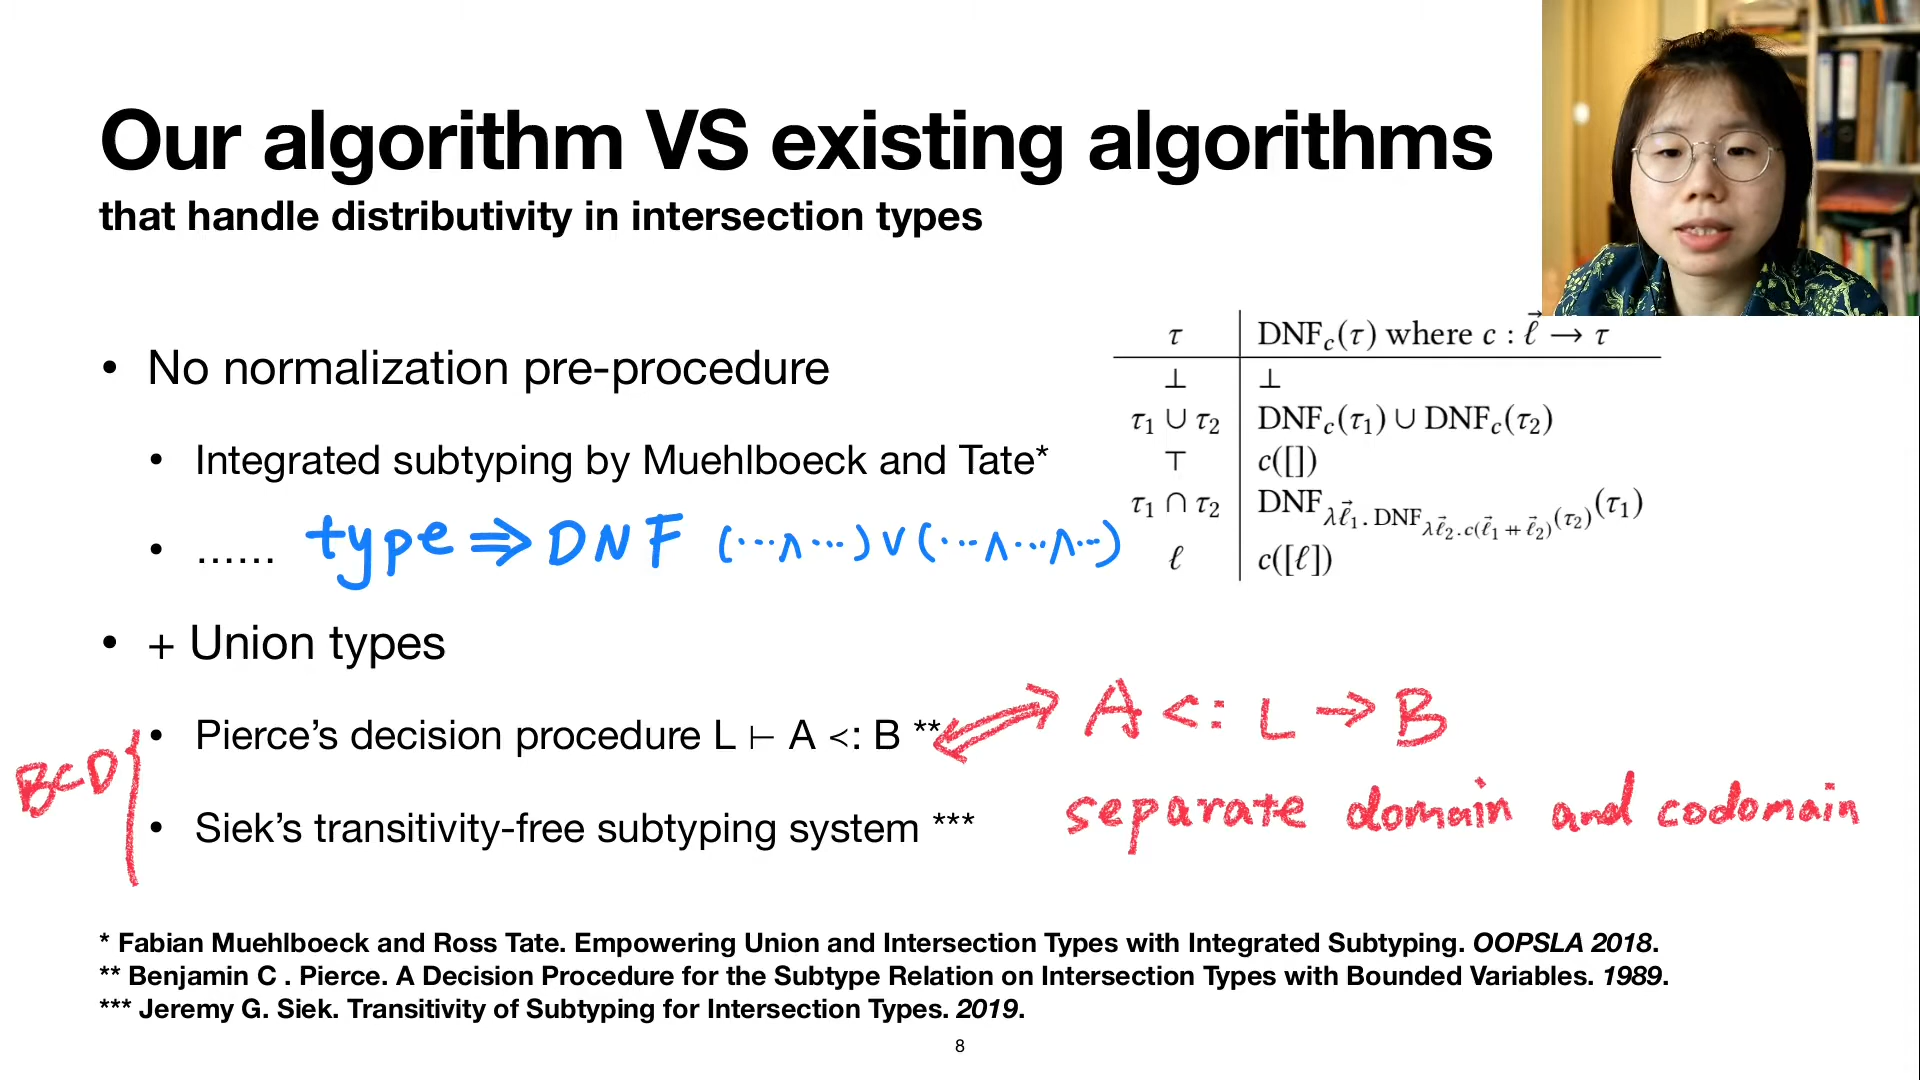 Our algorithm VS existing algorithms
that handle distributivity in intersection types
• No normalization pre-procedure
• Integrated subtyping by Muehlboeck and Tate*
• …… type ⇒ DNF (···∧···)∨(···∧···∧···)
τ | DNF_c(τ) where c : ℓ⃗ → τ
⊥ | ⊥
τ₁ ∪ τ₂ | DNF_c(τ₁) ∪ DNF_c(τ₂)
⊤ | c([])
τ₁ ∩ τ₂ | DNF_{λℓ⃗₁. DNF_{λℓ⃗₂. c(ℓ⃗₁ ++ ℓ⃗₂)}(τ₂)}(τ₁)
ℓ | c([ℓ])
• + Union types
• Pierce’s decision procedure L ⊢ A <: B ** ⇔ A <: L → B
BCD {
separate domain and codomain
• Siek’s transitivity-free subtyping system ***
* Fabian Muehlboeck and Ross Tate. Empowering Union and Intersection Types with Integrated Subtyping. OOPSLA 2018.
** Benjamin C . Pierce. A Decision Procedure for the Subtype Relation on Intersection Types with Bounded Variables. 1989.
*** Jeremy G. Siek. Transitivity of Subtyping for Intersection Types. 2019.
8